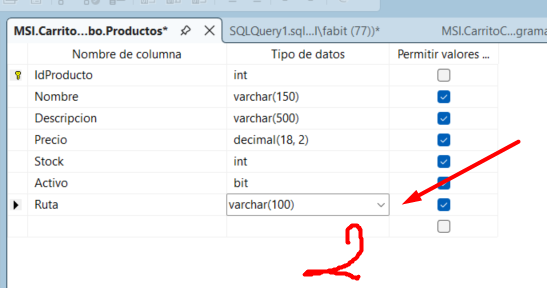 MSI.Carrito...bo.Productos* SQLQuery1.sql...I\fabit (77))* MSI.CarritoC...grama
Nombre de columna Tipo de datos Permitir valores ...
IdProducto int
Nombre varchar(150)
Descripcion varchar(500)
Precio decimal(18, 2)
Stock int
Activo bit
Ruta varchar(100)
2